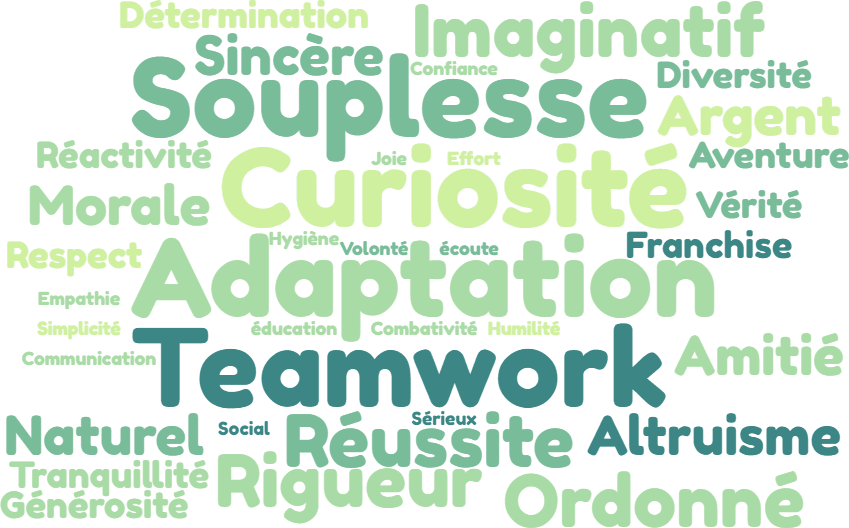 Détermination
Imaginatif
Sincère
Confiance
Souplesse
Diversité
Argent
Réactivité
Joie
Effort
Aventure
Curiosité
Morale
Vérité
Hygiène
Volonté
écoute
Franchise
Respect
Adaptation
Empathie
Simplicité
éducation
Combativité
Humilité
Communication
Teamwork
Amitié
Naturel
Social
Sérieux
Réussite
Altruisme
Tranquillité
Rigueur
Générosité
Ordonné